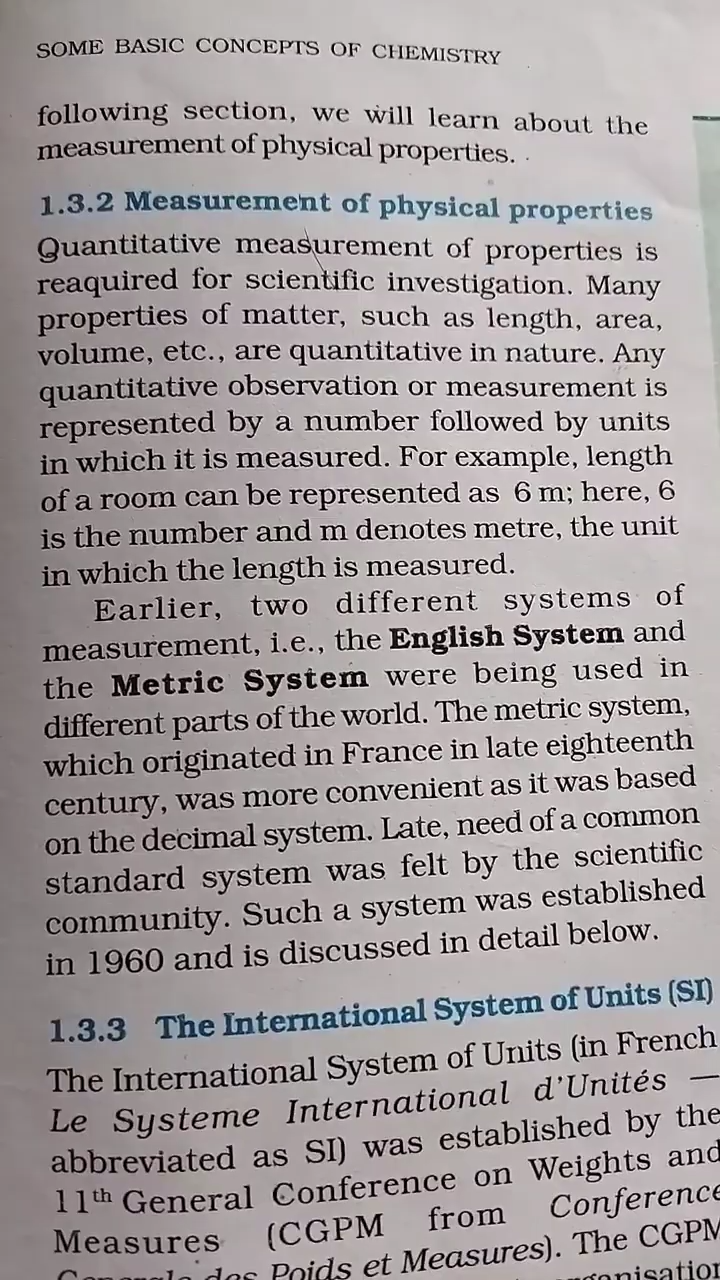 SOME BASIC CONCEPTS OF CHEMISTRY
following section, we will learn about the
measurement of physical properties.
1.3.2 Measurement of physical properties
Quantitative measurement of properties is
reaquired for scientific investigation. Many
properties of matter, such as length, area,
volume, etc., are quantitative in nature. Any
quantitative observation or measurement is
represented by a number followed by units
in which it is measured. For example, length
of a room can be represented as 6 m; here, 6
is the number and m denotes metre, the unit
in which the length is measured.
Earlier, two different systems of
measurement, i.e., the English System and
the Metric System were being used in
different parts of the world. The metric system,
which originated in France in late eighteenth
century, was more convenient as it was based
on the decimal system. Late, need of a common
standard system was felt by the scientific
community. Such a system was established
in 1960 and is discussed in detail below.
1.3.3 The International System of Units (SI)
The International System of Units (in French
Le Systeme International d'Unités —
abbreviated as SI) was established by the
11th General Conference on Weights and
Measures (CGPM from Conference
des Poids et Measures). The CGPM